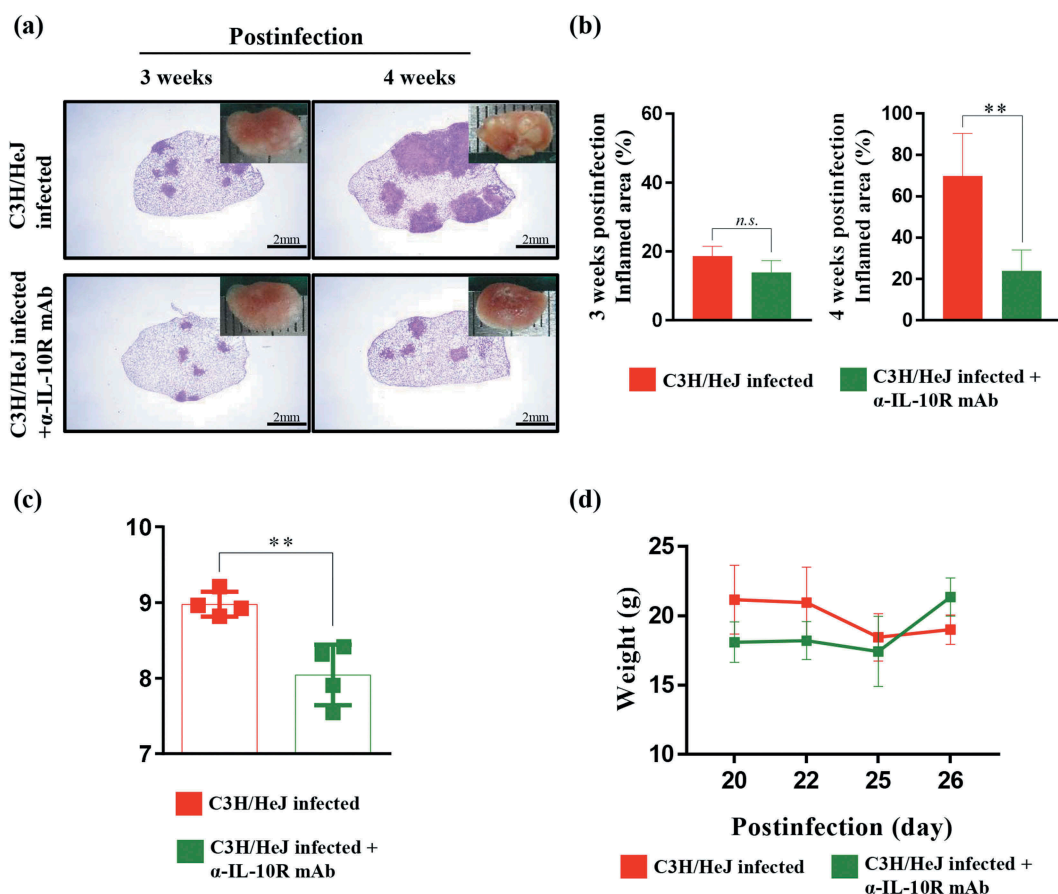 (a)
Postinfection
3 weeks
4 weeks
C3H/HeJ
infected
2mm
2mm
C3H/HeJ infected
+α-IL-10R mAb
2mm
2mm
(b)
3 weeks postinfection
Inflamed area (%)
60
40
20
0
n.s.
4 weeks postinfection
Inflamed area (%)
100
80
60
40
20
0
**
C3H/HeJ infected
C3H/HeJ infected +
α-IL-10R mAb
(c)
10
9
8
7
**
C3H/HeJ infected
C3H/HeJ infected +
α-IL-10R mAb
(d)
Weight (g)
25
20
15
10
20 22 25 26
Postinfection (day)
C3H/HeJ infected
C3H/HeJ infected +
α-IL-10R mAb